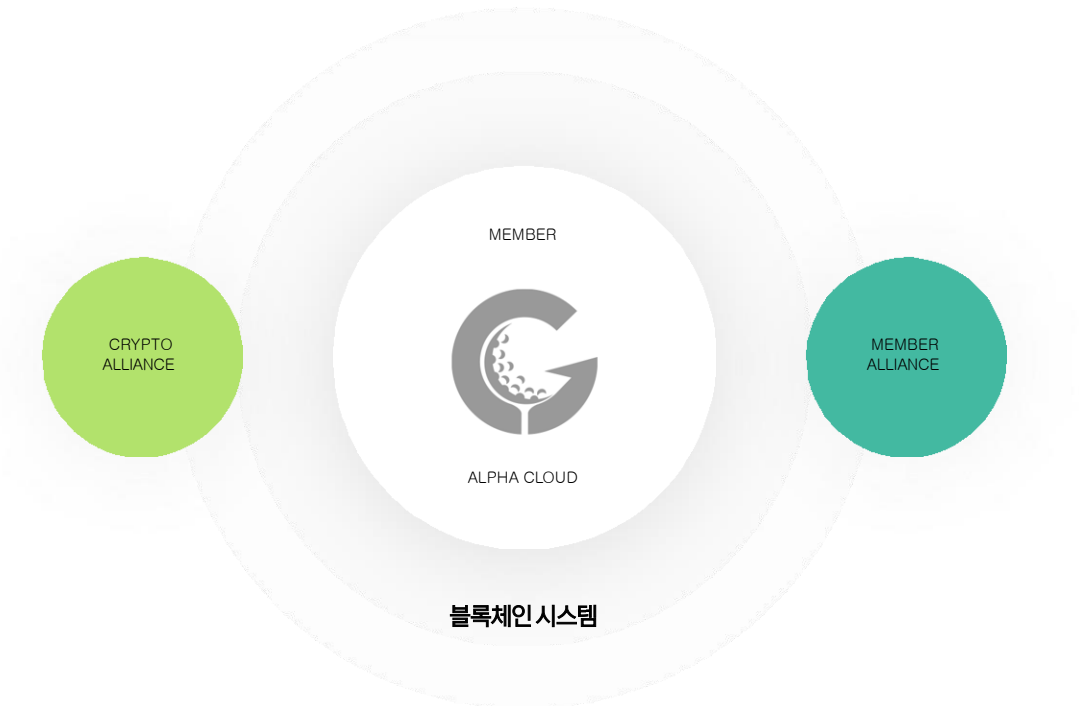 MEMBER
CRYPTO
ALLIANCE
MEMBER
ALLIANCE
ALPHA CLOUD
블록체인 시스템